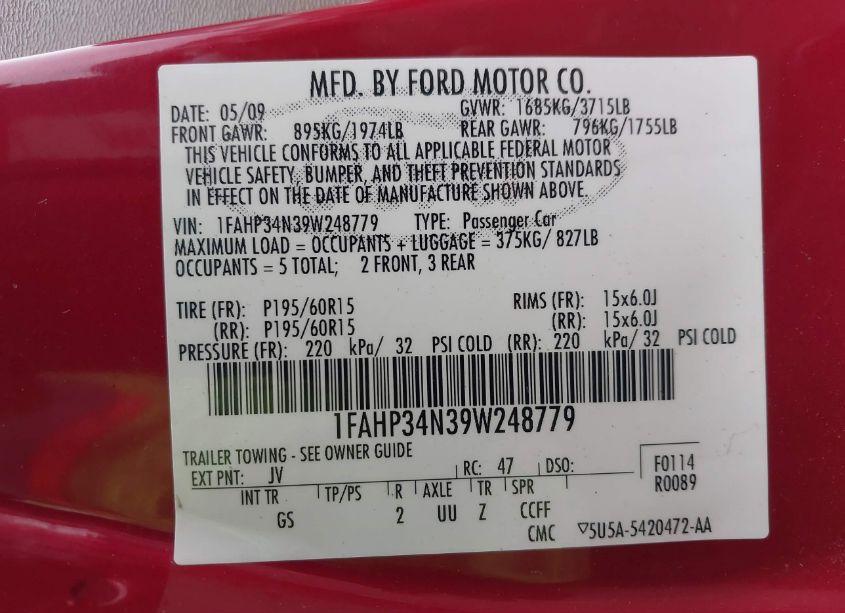 MFD. BY FORD MOTOR CO.
DATE: 05/09 GVWR: 1685KG/3715LB
FRONT GAWR: 895KG/1974LB REAR GAWR: 796KG/1755LB
THIS VEHICLE CONFORMS TO ALL APPLICABLE FEDERAL MOTOR
VEHICLE SAFETY, BUMPER, AND THEFT PREVENTION STANDARDS
IN EFFECT ON THE DATE OF MANUFACTURE SHOWN ABOVE.
VIN: 1FAHP34N39W248779 TYPE: Passenger Car
MAXIMUM LOAD = OCCUPANTS + LUGGAGE = 375KG/ 827LB
OCCUPANTS = 5 TOTAL; 2 FRONT, 3 REAR
TIRE (FR): P195/60R15 RIMS (FR): 15x6.0J
(RR): P195/60R15 (RR): 15x6.0J
PRESSURE (FR): 220 kPa/ 32 PSI COLD (RR): 220 kPa/ 32 PSI COLD
1FAHP34N39W248779
TRAILER TOWING - SEE OWNER GUIDE
EXT PNT: JV RC: 47 DSO: F0114
R0089
INT TR TP/PS R AXLE TR SPR
GS 2 UU Z CCFF
CMC ▽5U5A-5420472-AA